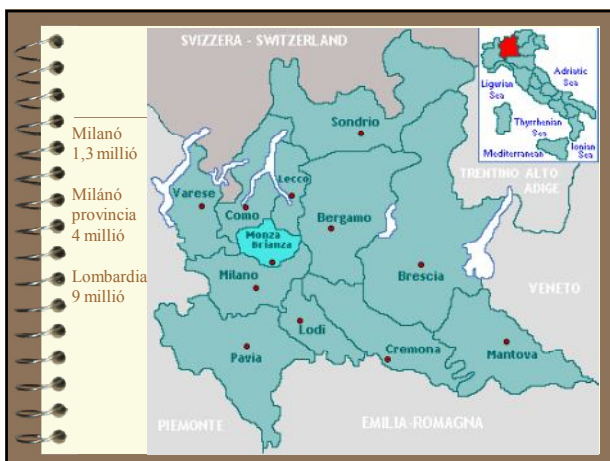 Milanó
1,3 millió
Milánó
provincia
4 millió
Lombardia
9 millió
SVIZZERA - SWITZERLAND
Sondrio
Lecco
Varese
Como
Bergamo
Monza
Brianza
Milano
Brescia
Lodi
Pavia
Cremona
Mantova
TRENTINO ALTO
ADIGE
VENETO
PIEMONTE
EMILIA-ROMAGNA
Adriatic
Sea
Ligurian
Sea
Thyrrhenian
Sea
Ionian
Sea
Mediterranean